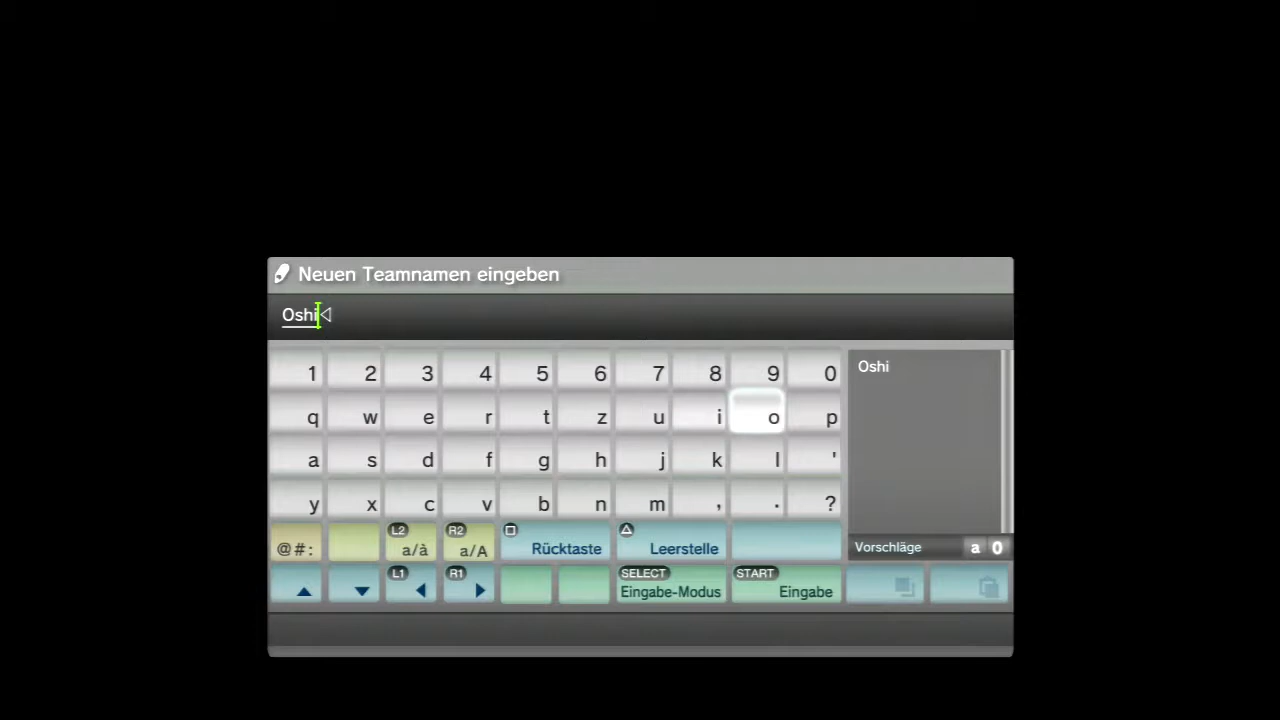 Neuen Teamnamen eingeben
Oshi
1 2 3 4 5 6 7 8 9 0
Oshi
q w e r t z u i o p
a s d f g h j k l '
y x c v b n m , . ?
@#: L2 a/à R2 a/A Rücktaste Leerstelle
Vorschläge a 0
L1 R1 SELECT Eingabe-Modus START Eingabe